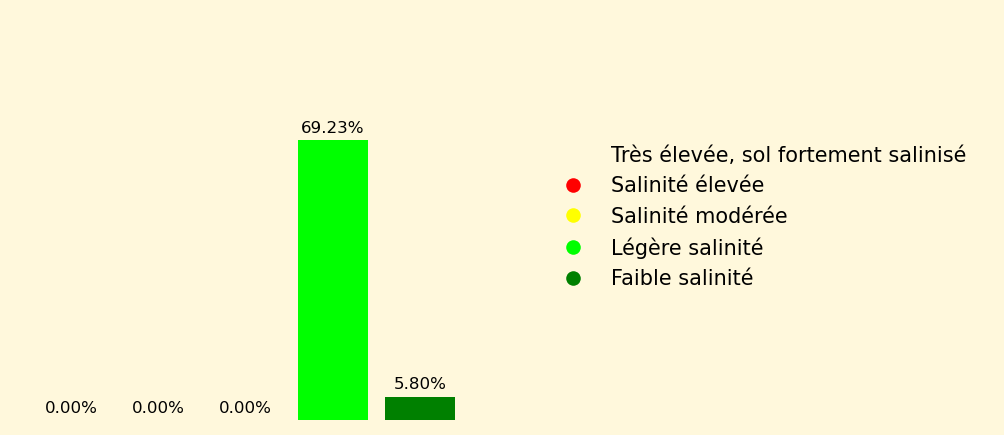 69.23%
Très élevée, sol fortement salinisé
Salinité élevée
Salinité modérée
Légère salinité
Faible salinité
5.80%
0.00% 0.00% 0.00%